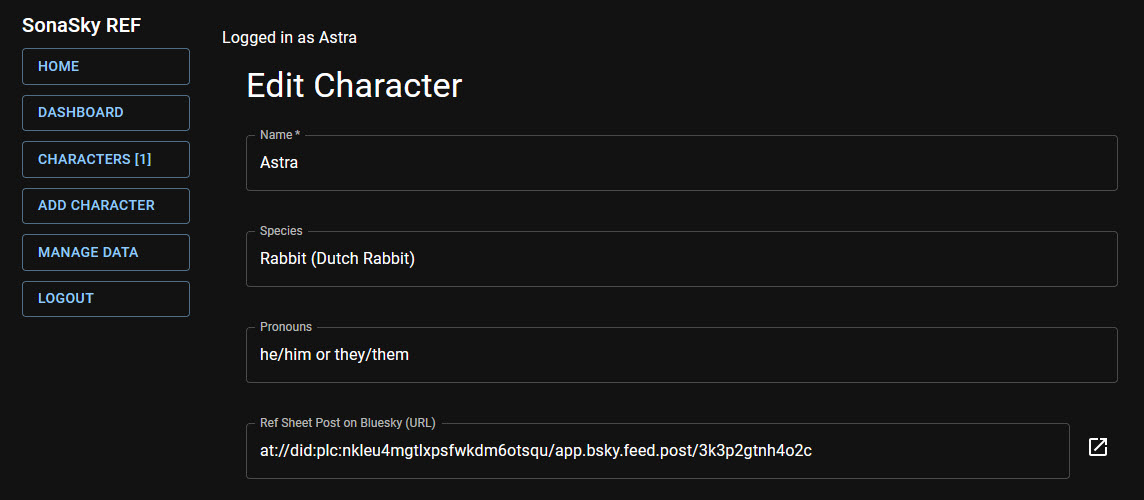 SonaSky REF
HOME
DASHBOARD
CHARACTERS [1]
ADD CHARACTER
MANAGE DATA
LOGOUT
Logged in as Astra
Edit Character
Name *
Astra
Species
Rabbit (Dutch Rabbit)
Pronouns
he/him or they/them
Ref Sheet Post on Bluesky (URL)
at://did:plc:nkleu4mgtlxpsfwkdm6otsqu/app.bsky.feed.post/3k3p2gtnh4o2c